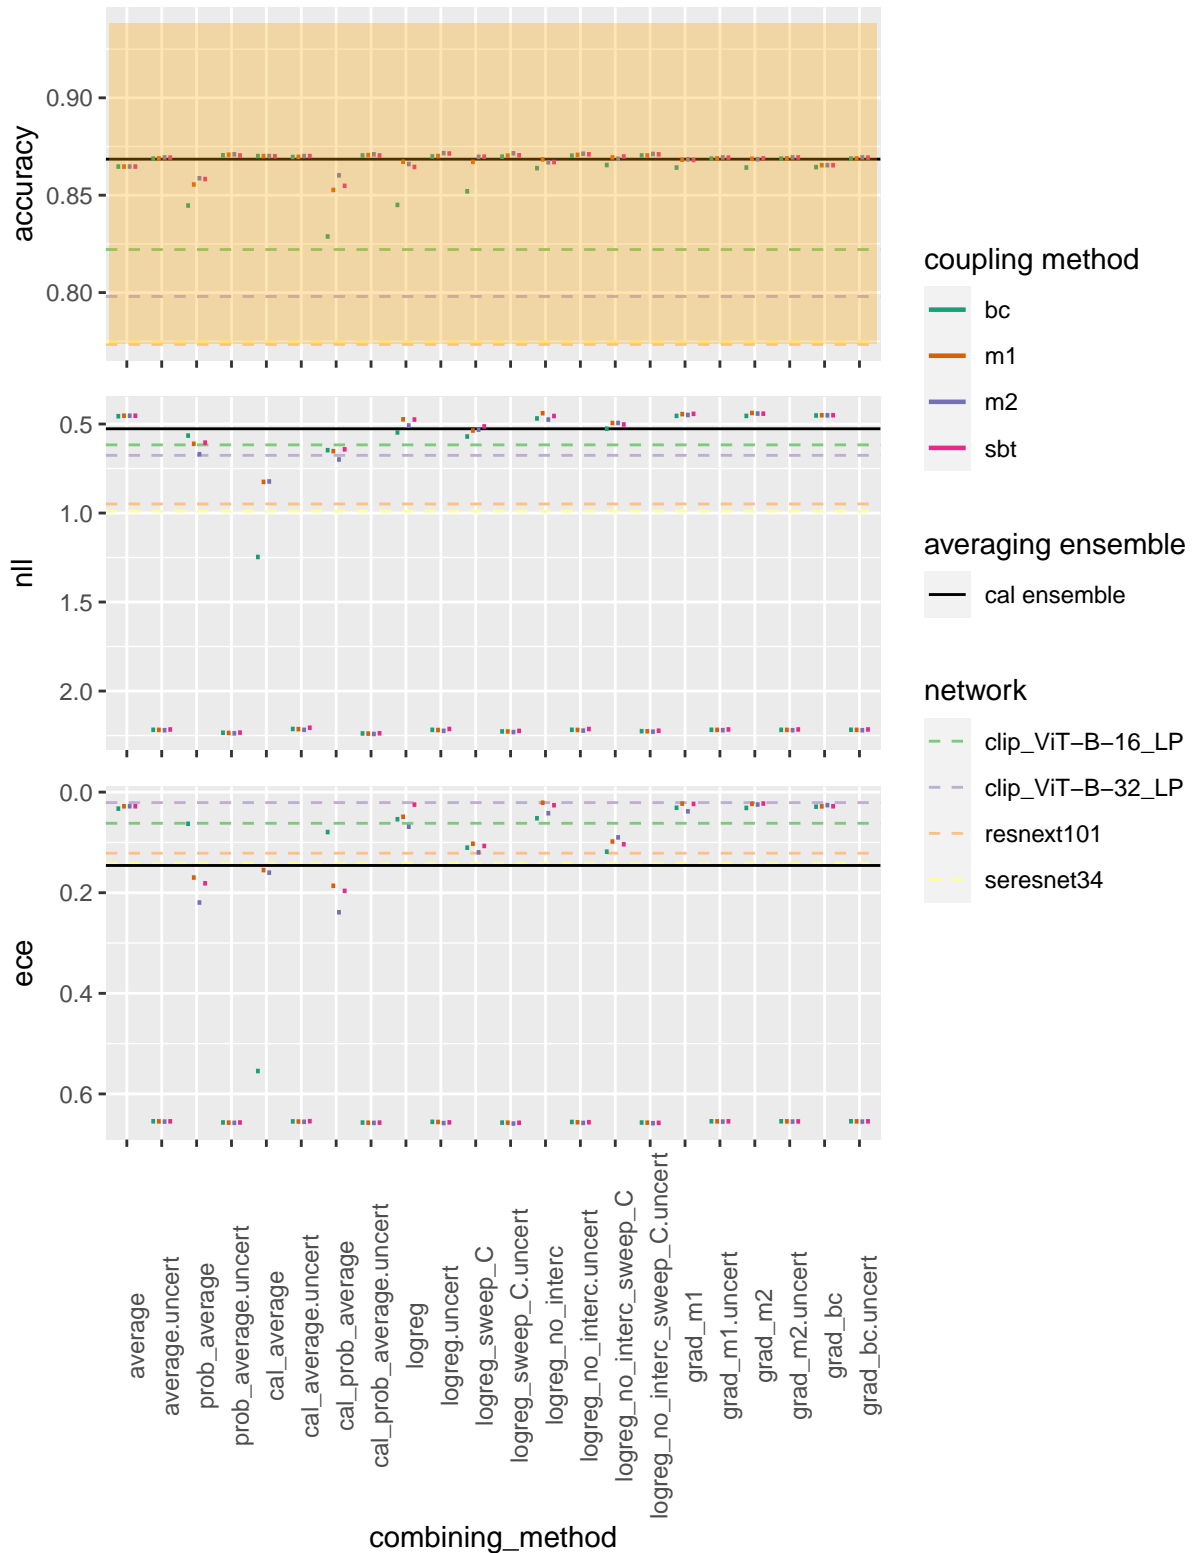 accuracy
0.90
0.85
0.80
nll
0.5
1.0
1.5
2.0
ece
0.0
0.2
0.4
0.6
average
average.uncert
prob_average
prob_average.uncert
cal_average
cal_average.uncert
cal_prob_average
cal_prob_average.uncert
logreg
logreg.uncert
logreg_sweep_C
logreg_sweep_C.uncert
logreg_no_interc
logreg_no_interc.uncert
logreg_no_interc_sweep_C
logreg_no_interc_sweep_C.uncert
grad_m1
grad_m1.uncert
grad_m2
grad_m2.uncert
grad_bc
grad_bc.uncert
combining_method
coupling method
bc
m1
m2
sbt
averaging ensemble
cal ensemble
network
clip_ViT−B−16_LP
clip_ViT−B−32_LP
resnext101
seresnet34